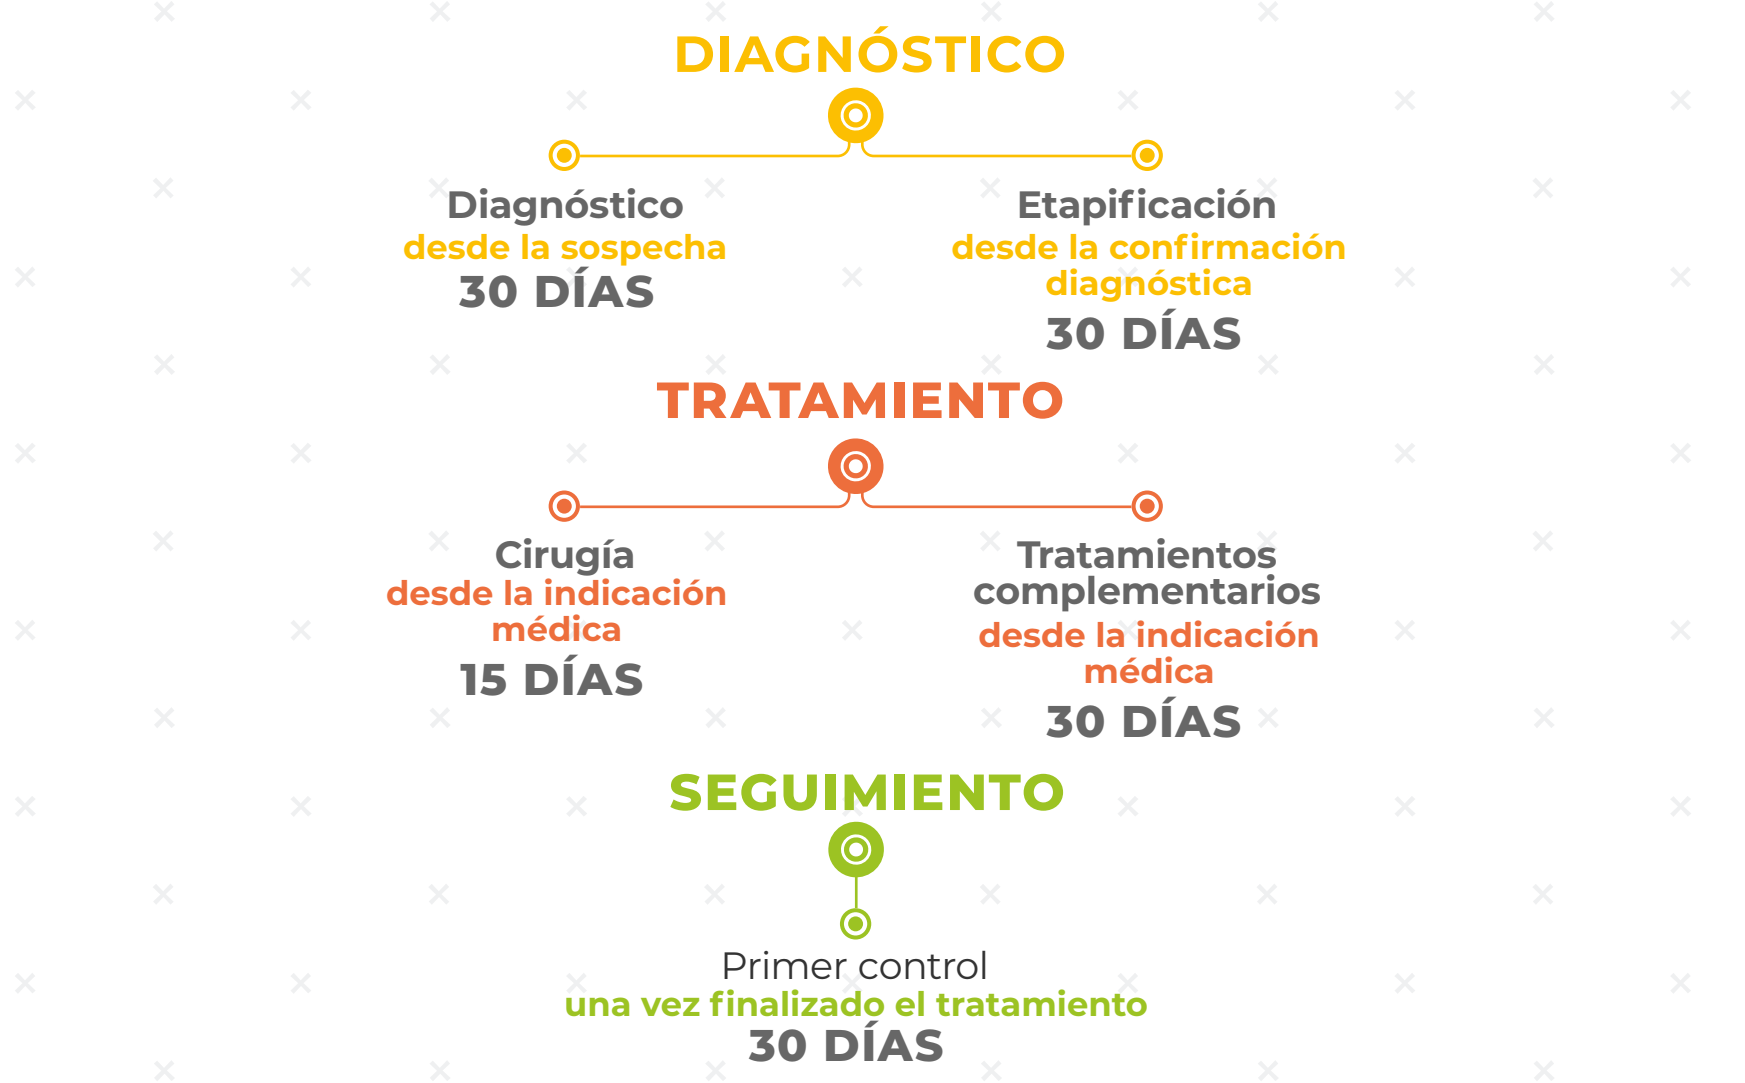 DIAGNÓSTICO
Diagnóstico
desde la sospecha
30 DÍAS
Etapificación
desde la confirmación
diagnóstica
30 DÍAS
TRATAMIENTO
Cirugía
desde la indicación
médica
15 DÍAS
Tratamientos
complementarios
desde la indicación
médica
30 DÍAS
SEGUIMIENTO
Primer control
una vez finalizado el tratamiento
30 DÍAS